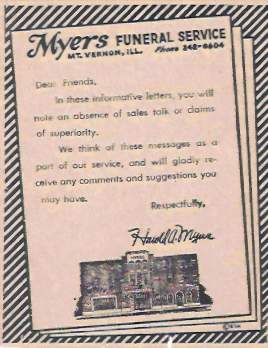 Myers FUNERAL SERVICE
MT. VERNON, ILL. Phone 242-6604
Dear Friends,
In these informative letters, you will
note an absence of sales talk or claims
of superiority.
We think of these messages as a
part of our service, and will gladly re-
ceive any comments and suggestions you
may have.
Respectfully,
Harold A. Myers
MYERS